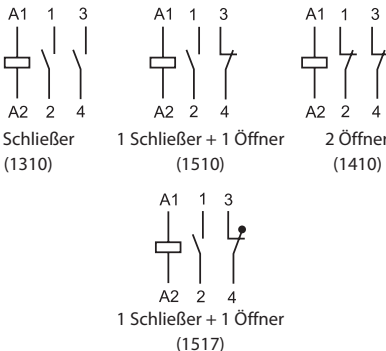 A1 1 3
A2 2 4
Schließer
(1310)
A1 1 3
A2 2 4
1 Schließer + 1 Öffner
(1510)
A1 1 3
A2 2 4
2 Öffner
(1410)
A1 1 3
A2 2 4
1 Schließer + 1 Öffner
(1517)